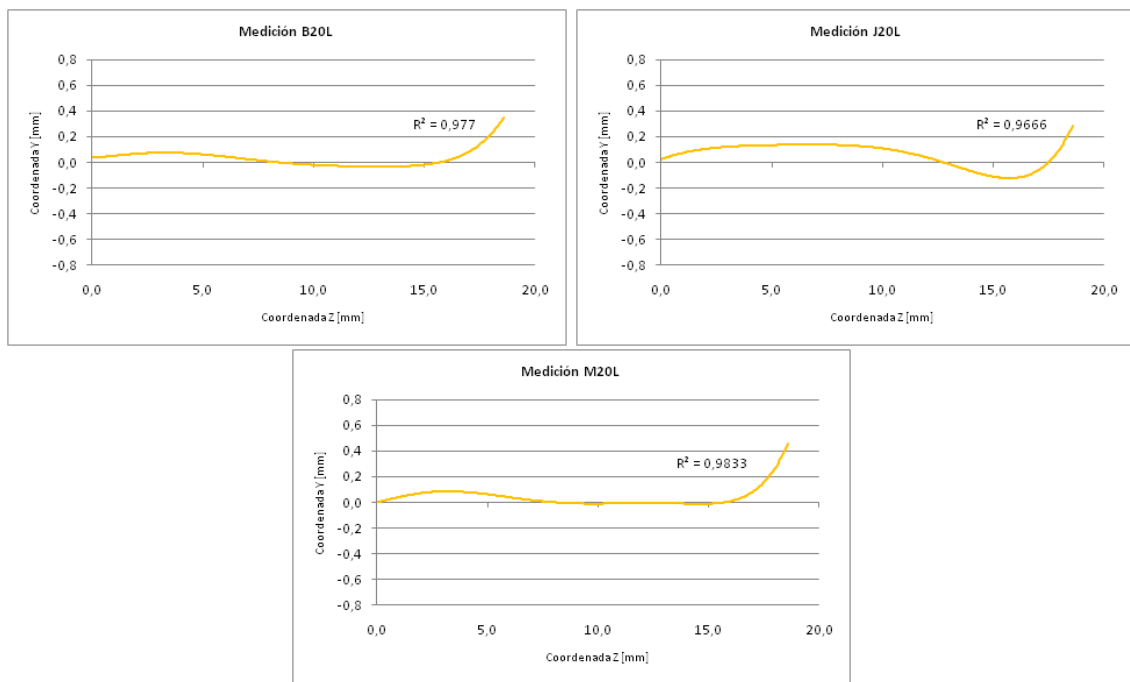 Medición B20L
0,8
0,6
0,4
0,2
0,0
-0,2
-0,4
-0,6
-0,8
Coordenada Y [mm]
R² = 0,977
0,0 5,0 10,0 15,0 20,0
Coordenada Z [mm]
Medición J20L
0,8
0,6
0,4
0,2
0,0
-0,2
-0,4
-0,6
-0,8
Coordenada Y [mm]
R² = 0,9666
0,0 5,0 10,0 15,0 20,0
Coordenada Z [mm]
Medición M20L
0,8
0,6
0,4
0,2
0,0
-0,2
-0,4
-0,6
-0,8
Coordenada Y [mm]
R² = 0,9833
0,0 5,0 10,0 15,0 20,0
Coordenada Z [mm]